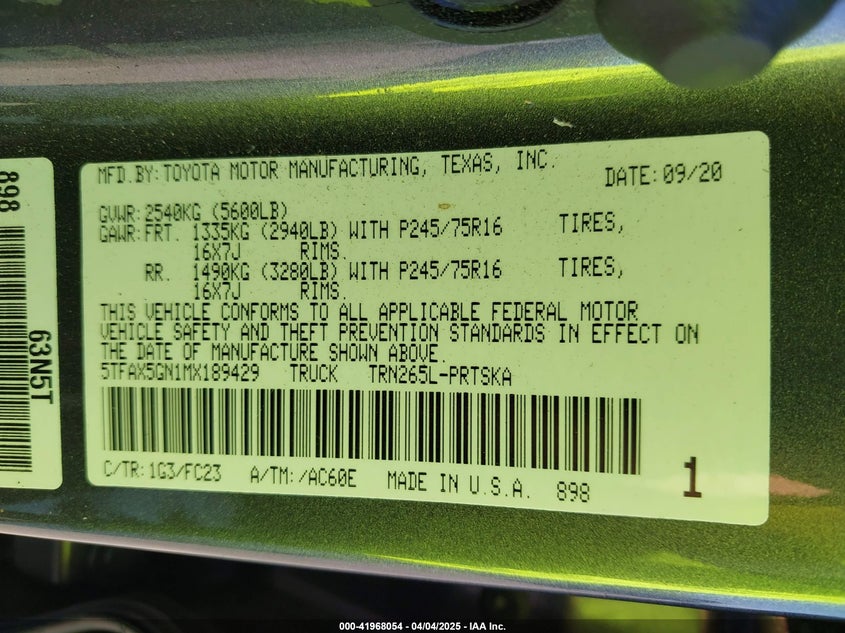 MFD.BY:TOYOTA MOTOR MANUFACTURING, TEXAS, INC. DATE:09/20
GVWR:2540KG (5600LB)
GAWR:FRT. 1335KG (2940LB) WITH P245/75R16 TIRES,
16X7J RIMS.
RR. 1490KG (3280LB) WITH P245/75R16 TIRES,
16X7J RIMS.
THIS VEHICLE CONFORMS TO ALL APPLICABLE FEDERAL MOTOR
VEHICLE SAFETY AND THEFT PREVENTION STANDARDS IN EFFECT ON
THE DATE OF MANUFACTURE SHOWN ABOVE.
5TFAX5GN1MX189429 TRUCK TRN265L-PRTSKA
C/TR:1G3/FC23 A/TM:/AC60E MADE IN U.S.A. 898
1
898
63N5T
000-41968054 - 04/04/2025 - IAA Inc.